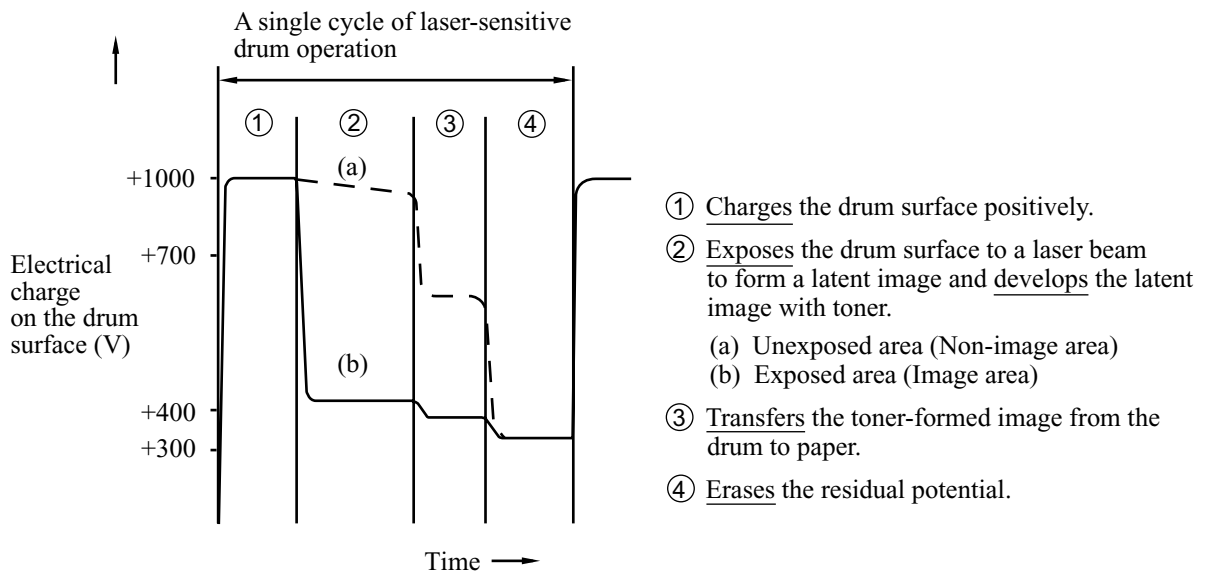 A single cycle of laser-sensitive
drum operation
① ② ③ ④
(a)
+1000
+700
Electrical
charge
on the drum
surface (V)
(b)
+400
+300
Time
① Charges the drum surface positively.
② Exposes the drum surface to a laser beam
to form a latent image and develops the latent
image with toner.
(a) Unexposed area (Non-image area)
(b) Exposed area (Image area)
③ Transfers the toner-formed image from the
drum to paper.
④ Erases the residual potential.